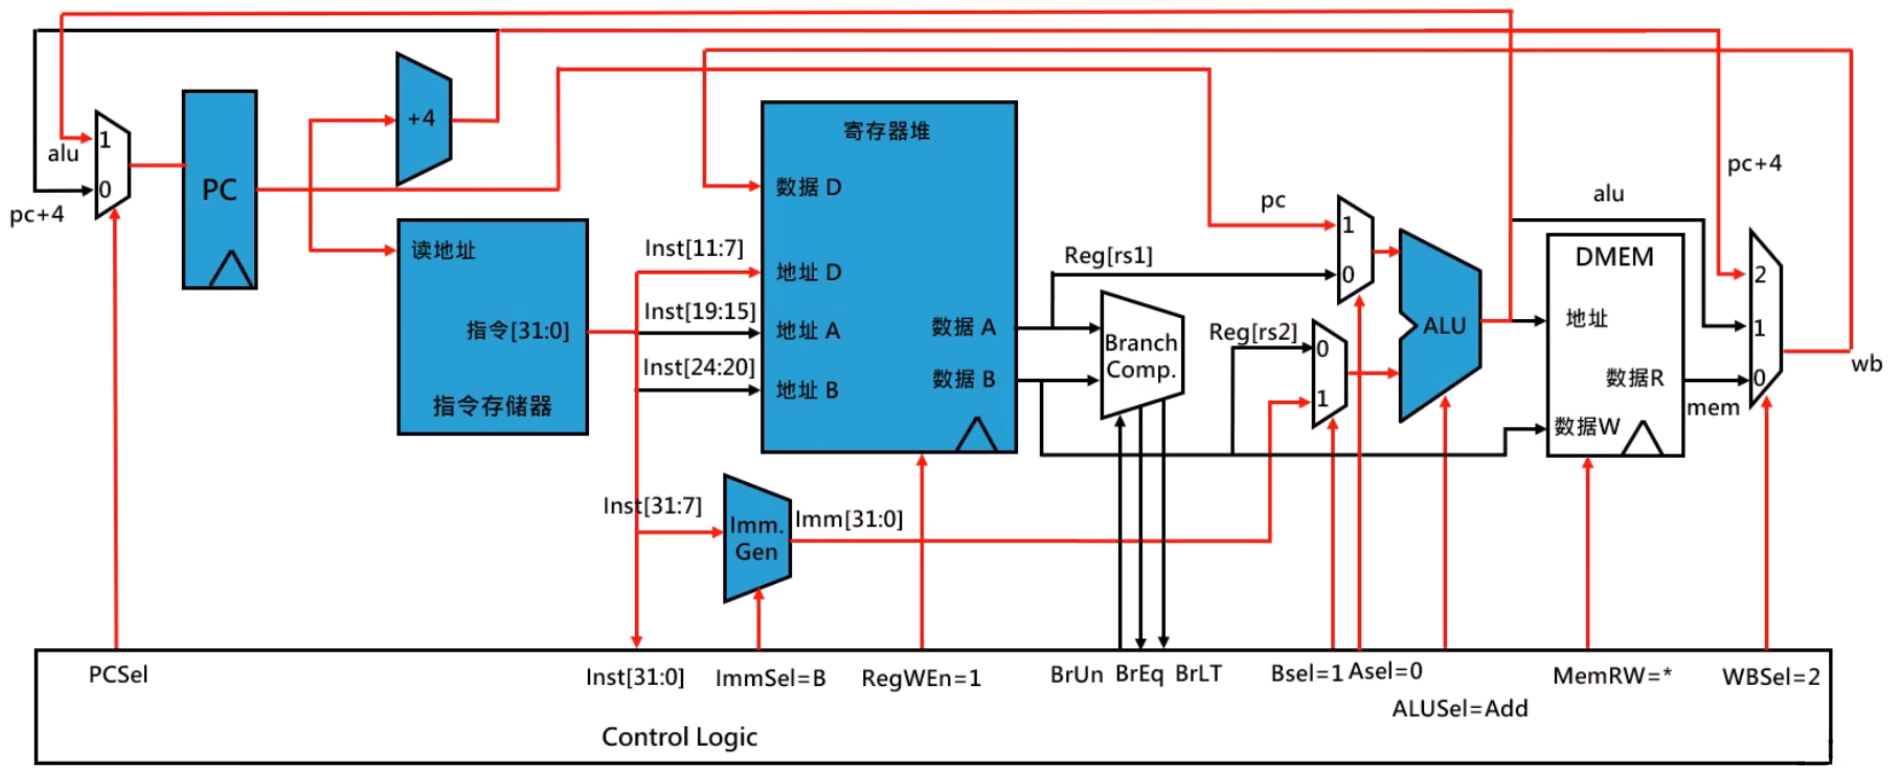 alu
1
0
pc+4
PC
+4
读地址
指令[31:0]
指令存储器
Inst[11:7]
Inst[19:15]
Inst[24:20]
Inst[31:7]
寄存器堆
数据 D
地址 D
地址 A
地址 B
数据 A
数据 B
Imm.
Gen
Imm[31:0]
Reg[rs1]
Branch
Comp.
Reg[rs2]
pc
1
0
0
1
ALU
alu
DMEM
地址
数据R
数据W
mem
pc+4
2
1
0
wb
PCSel
Inst[31:0]
ImmSel=B
RegWEn=1
BrUn
BrEq
BrLT
Bsel=1
Asel=0
ALUSel=Add
MemRW=*
WBSel=2
Control Logic